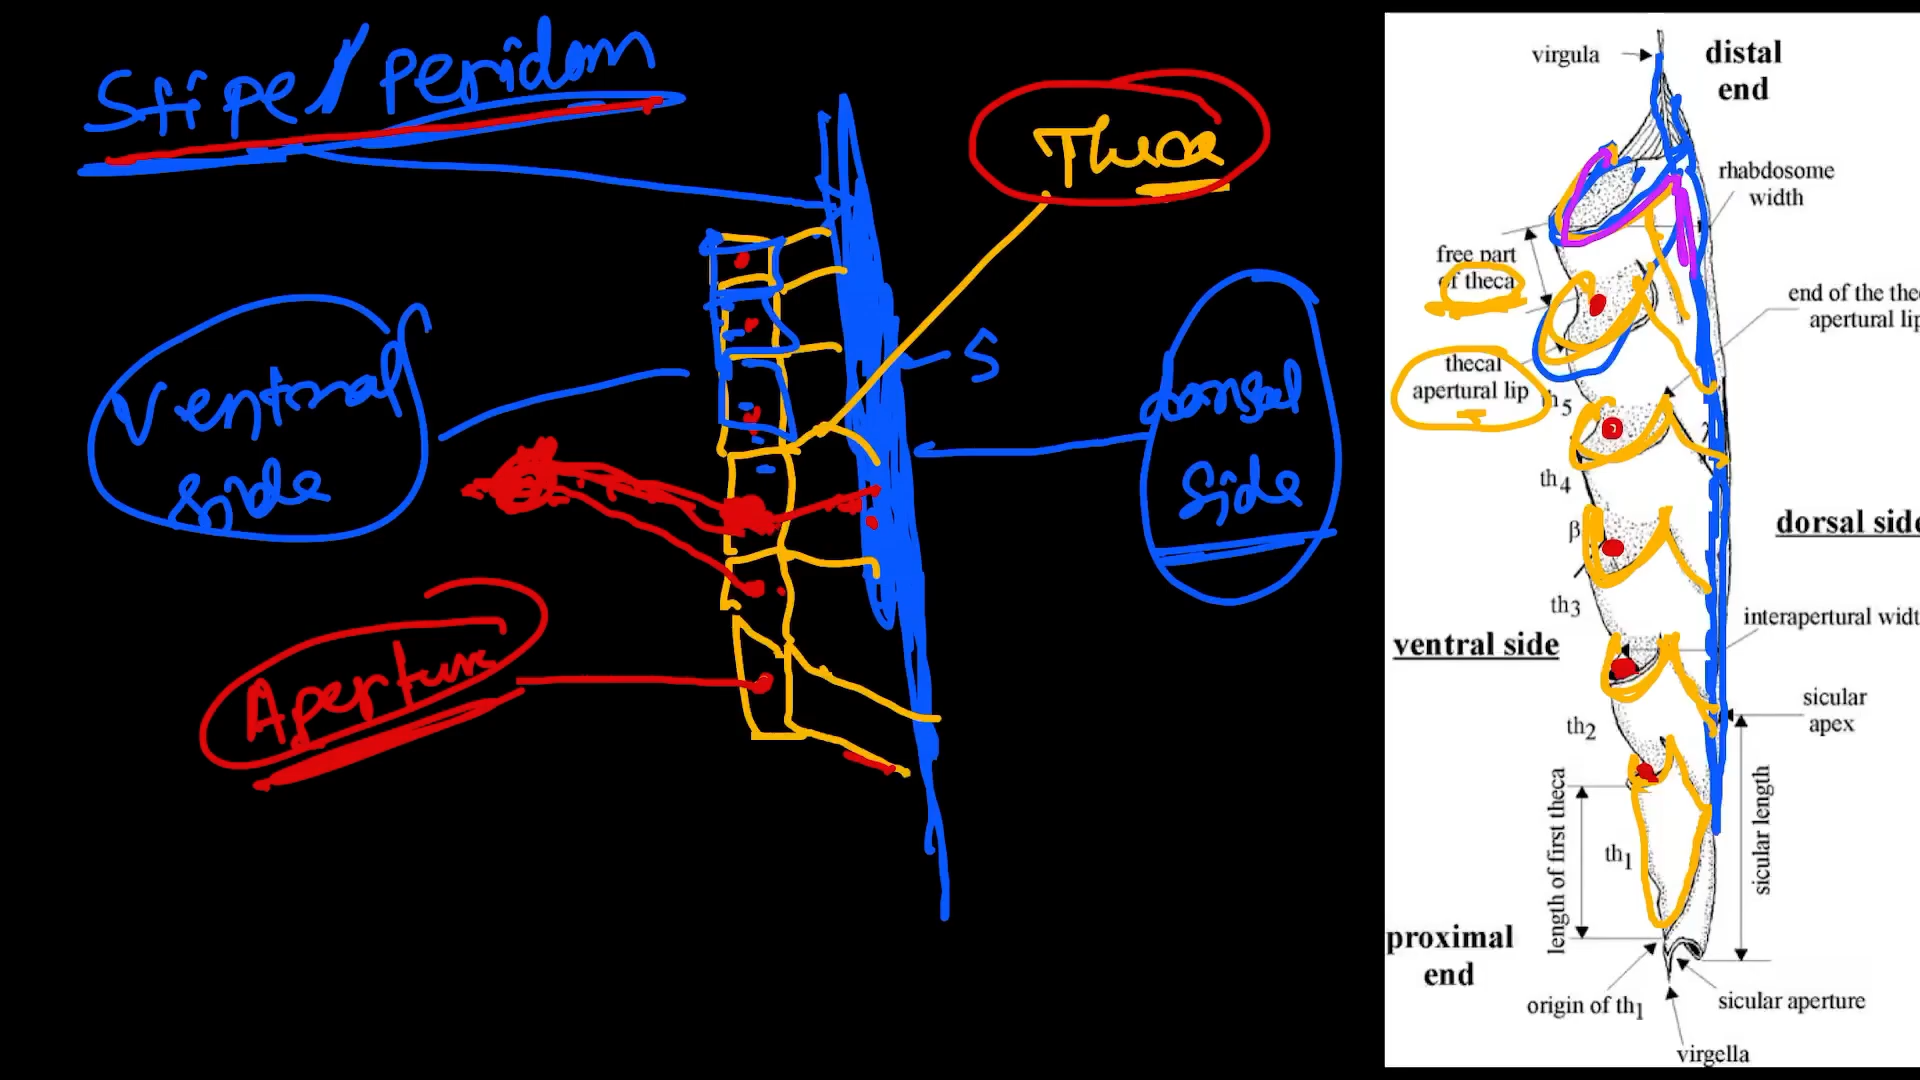 Stipe/Peridom
Theca
Ventral
side
S
dorsal
side
Aperture
virgula
distal
end
rhabdosome
width
free part
of theca
end of the the
apertural lip
thecal
apertural lip
th5
th4
β
dorsal side
th3
interapertural widt
ventral side
sicular
apex
th2
length of first theca
sicular length
th1
proximal
end
origin of th1
sicular aperture
virgella